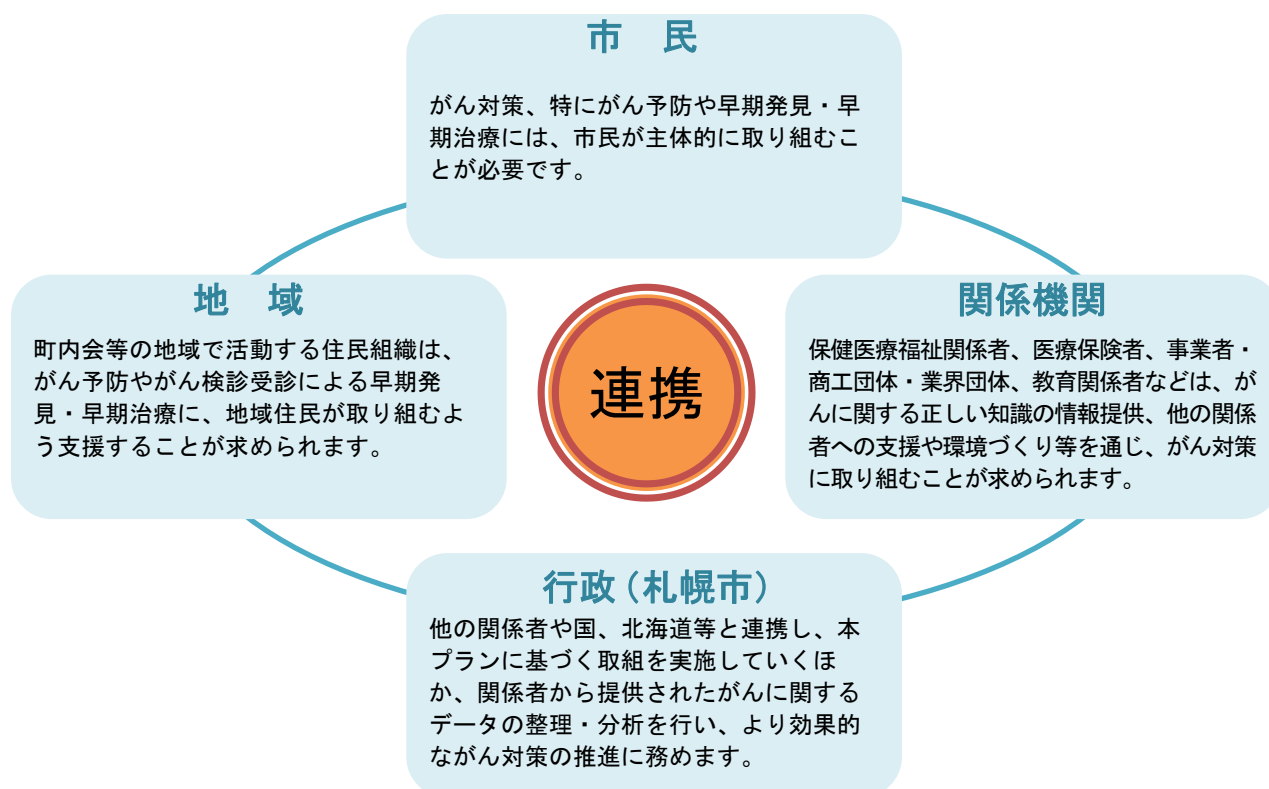 市　民
がん対策、特にがん予防や早期発見・早
期治療には、市民が主体的に取り組むこ
とが必要です。
地　域
町内会等の地域で活動する住民組織は、
がん予防やがん検診受診による早期発
見・早期治療に、地域住民が取り組むよ
う支援することが求められます。
連携
関係機関
保健医療福祉関係者、医療保険者、事業者・
商工団体・業界団体、教育関係者などは、が
んに関する正しい知識の情報提供、他の関係
者への支援や環境づくり等を通じ、がん対策
に取り組むことが求められます。
行政（札幌市）
他の関係者や国、北海道等と連携し、本
プランに基づく取組を実施していくほ
か、関係者から提供されたがんに関する
データの整理・分析を行い、より効果的
ながん対策の推進に務めます。